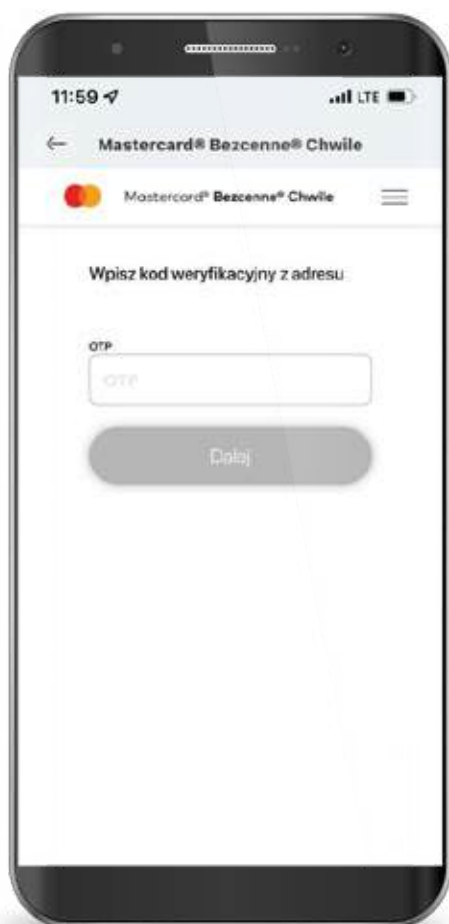 11:59 LTE
Mastercard® Bezcenne® Chwile
Mastercard® Bezcenne® Chwile
Wpisz kod weryfikacyjny z adresu
OTP
OTP
Dalej